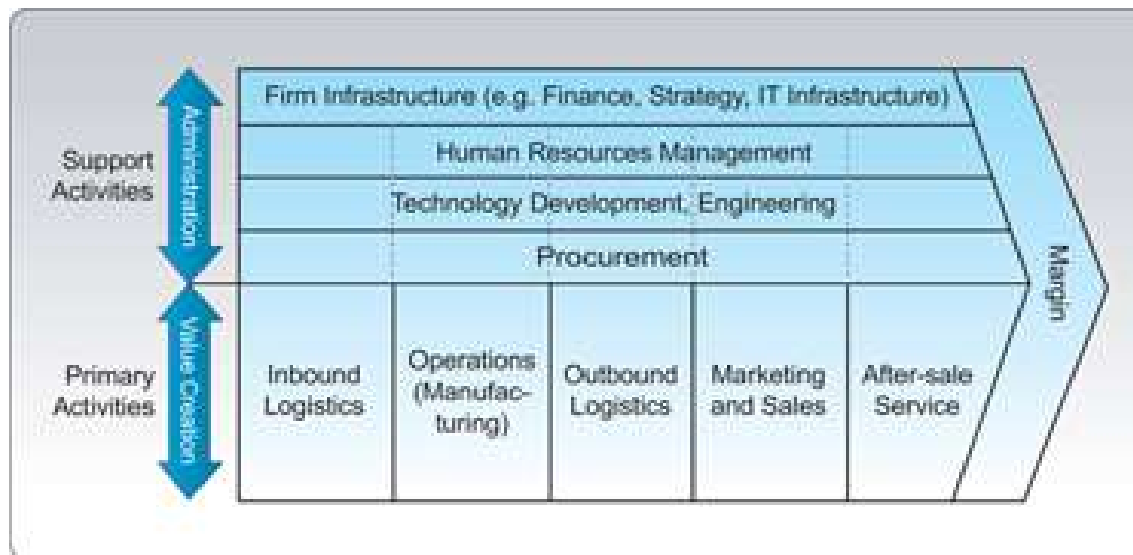 Firm Infrastructure (e.g. Finance, Strategy, IT Infrastructure)
Human Resources Management
Technology Development, Engineering
Procurement
Support
Activities
Administration
Primary
Activities
Value Creation
Inbound
Logistics
Operations
(Manufac-
turing)
Outbound
Logistics
Marketing
and Sales
After-sale
Service
Margin